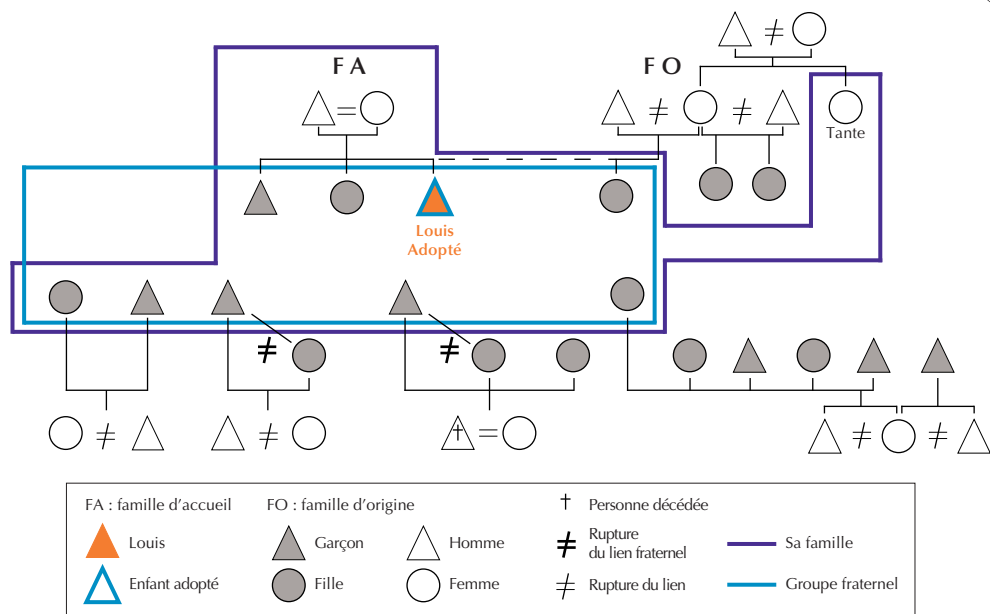 F A
F O
Tante
Louis
Adopté
FA : famille d'accueil
FO : famille d'origine
Personne décédée
Louis
Garçon
Homme
Rupture
du lien fraternel
Sa famille
Enfant adopté
Fille
Femme
Rupture du lien
Groupe fraternel